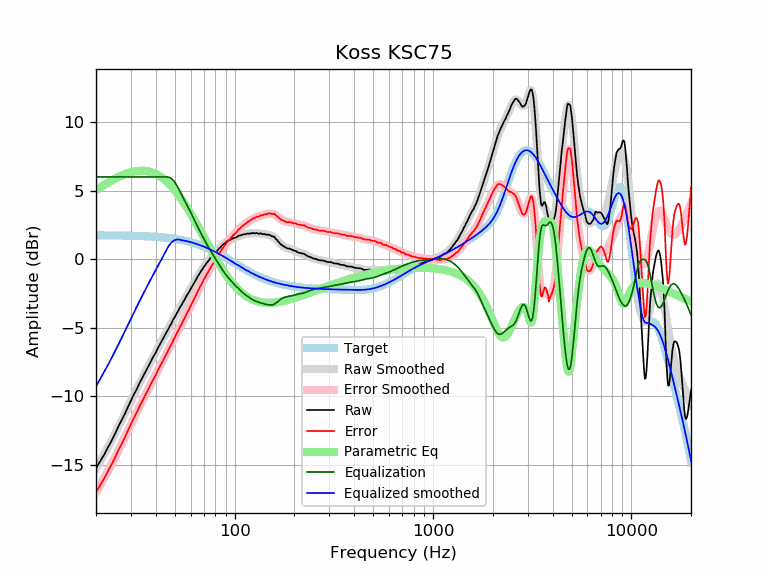 Koss KSC75
Amplitude (dBr)
10
5
0
−5
−10
−15
Target
Raw Smoothed
Error Smoothed
Raw
Error
Parametric Eq
Equalization
Equalized smoothed
100
1000
10000
Frequency (Hz)